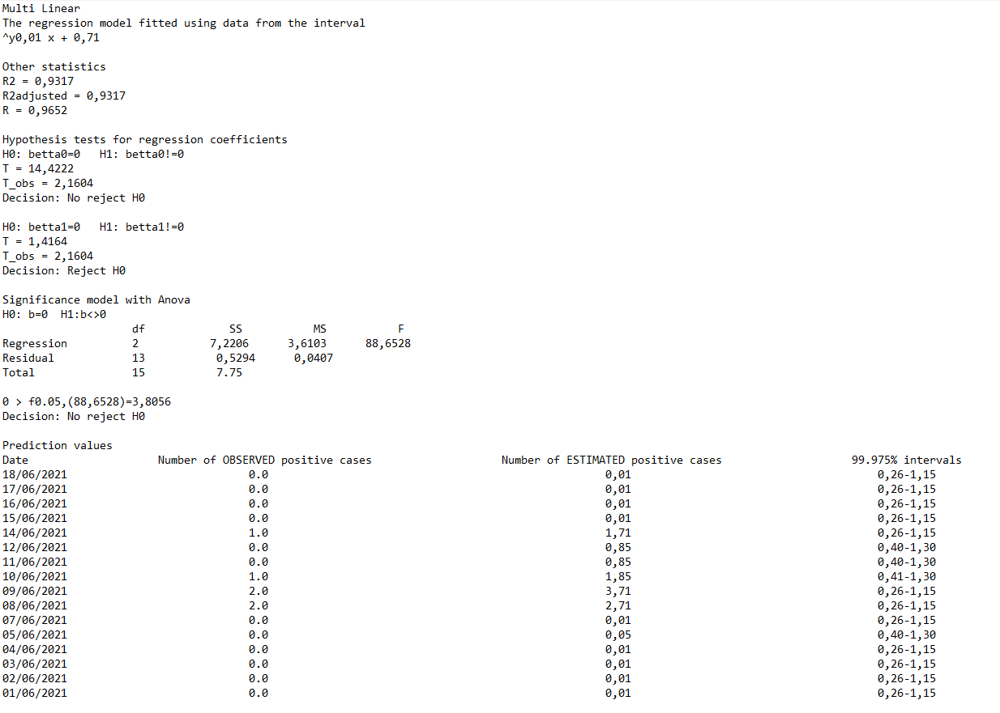 Multi Linear
The regression model fitted using data from the interval
^y0,01 x + 0,71
Other statistics
R2 = 0,9317
R2adjusted = 0,9317
R = 0,9652
Hypothesis tests for regression coefficients
H0: betta0=0   H1: betta0!=0
T = 14,4222
T_obs = 2,1604
Decision: No reject H0
H0: betta1=0   H1: betta1!=0
T = 1,4164
T_obs = 2,1604
Decision: Reject H0
Significance model with Anova
H0: b=0  H1:b<>0
df SS MS F
Regression 2 7,2206 3,6103 88,6528
Residual 13 0,5294 0,0407
Total 15 7.75
0 > f0.05,(88,6528)=3,8056
Decision: No reject H0
Prediction values
Date Number of OBSERVED positive cases Number of ESTIMATED positive cases 99.975% intervals
18/06/2021 0.0 0,01 0,26-1,15
17/06/2021 0.0 0,01 0,26-1,15
16/06/2021 0.0 0,01 0,26-1,15
15/06/2021 0.0 0,01 0,26-1,15
14/06/2021 1.0 1,71 0,26-1,15
12/06/2021 0.0 0,85 0,40-1,30
11/06/2021 0.0 0,85 0,40-1,30
10/06/2021 1.0 1,85 0,41-1,30
09/06/2021 2.0 3,71 0,26-1,15
08/06/2021 2.0 2,71 0,26-1,15
07/06/2021 0.0 0,01 0,26-1,15
05/06/2021 0.0 0,05 0,40-1,30
04/06/2021 0.0 0,01 0,26-1,15
03/06/2021 0.0 0,01 0,26-1,15
02/06/2021 0.0 0,01 0,26-1,15
01/06/2021 0.0 0,01 0,26-1,15